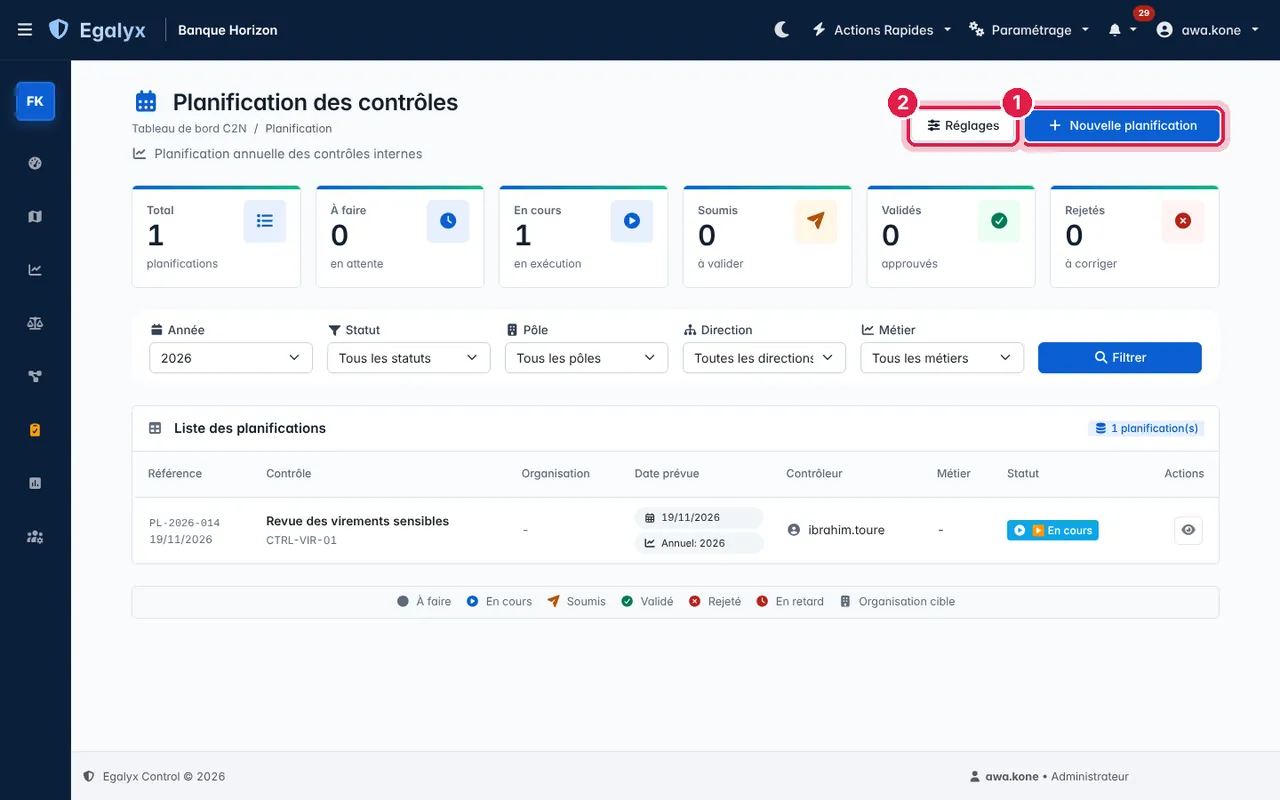 Egalyx
Banque Horizon
Actions Rapides
Paramétrage
29
awa.kone
FK
Planification des contrôles
Tableau de bord C2N / Planification
Planification annuelle des contrôles internes
2
Réglages
1
+ Nouvelle planification
Total
1
planifications
À faire
0
en attente
En cours
1
en exécution
Soumis
0
à valider
Validés
0
approuvés
Rejetés
0
à corriger
Année
2026
Statut
Tous les statuts
Pôle
Tous les pôles
Direction
Toutes les directions
Métier
Tous les métiers
Filtrer
Liste des planifications
1 planification(s)
Référence Contrôle Organisation Date prévue Contrôleur Métier Statut Actions
PL-2026-014
19/11/2026
Revue des virements sensibles
CTRL-VIR-01
-
19/11/2026
Annuel: 2026
ibrahim.toure
-
En cours
À faire En cours Soumis Validé Rejeté En retard Organisation cible
Egalyx Control © 2026
awa.kone • Administrateur